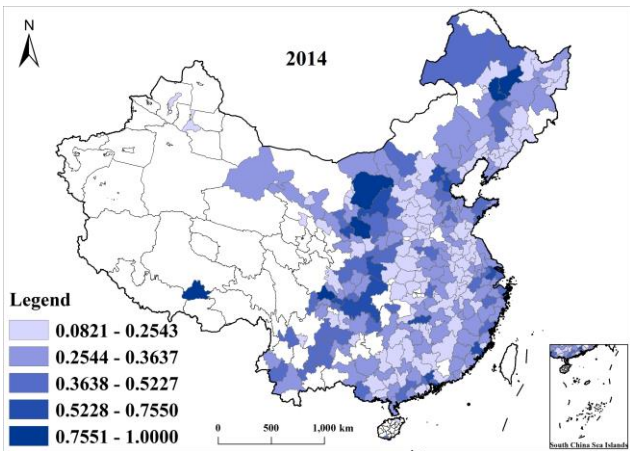 N
2014
Legend
0.0821 - 0.2543
0.2544 - 0.3637
0.3638 - 0.5227
0.5228 - 0.7550
0.7551 - 1.0000
0 500 1,000 km
South China Sea Islands